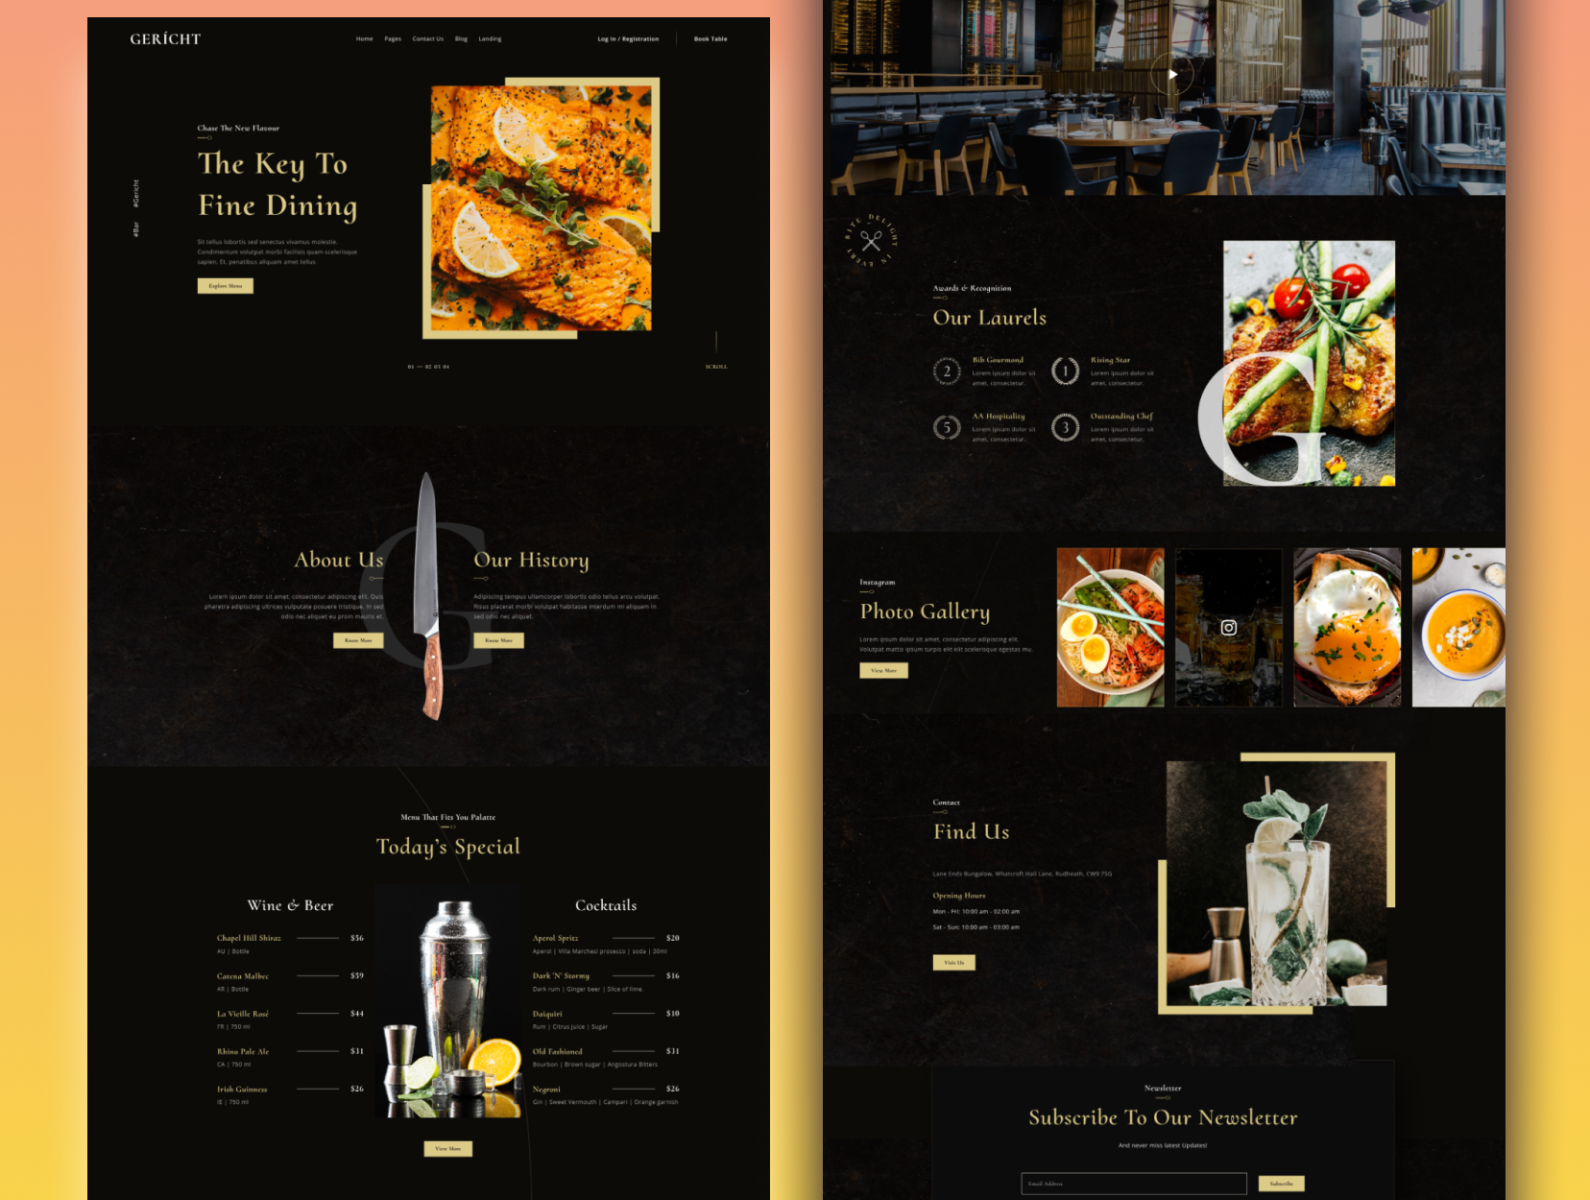 GERÍCHT
Home Pages Contact Us Blog Landing
Log in / Registration Book Table
#Gericht
#Bar
Chase The New Flavour
The Key To
Fine Dining
Sit tellus lobortis sed senectus vivamus molestie.
Condimentum volutpat morbi facilisis quam scelerisque
sapien. Et, penatibus aliquam amet tellus
Explore Menu
01 — 02 03 04
SCROLL
G
About Us
Lorem ipsum dolor sit amet, consectetur adipiscing elit. Quis
pharetra adipiscing ultrices vulputate posuere tristique. In sed
odio nec aliquet eu proin mauris et.
Know More
Our History
Adipiscing tempus ullamcorper lobortis odio tellus arcu volutpat.
Risus placerat morbi volutpat habitasse interdum mi aliquam In
sed odio nec aliquet.
Know More
Menu That Fits You Palatte
Today's Special
Wine & Beer
Chapel Hill Shiraz $56
AU | Bottle
Catena Malbec $59
AR | Bottle
La Vieille Rosé $44
FR | 750 ml
Rhino Pale Ale $31
CA | 750 ml
Irish Guinness $26
IE | 750 ml
Cocktails
Aperol Spritz $20
Aperol | Villa Marchesi prosecco | soda | 30ml
Dark 'N' Stormy $16
Dark rum | Ginger beer | Slice of lime.
Daiquiri $10
Rum | Citrus juice | Sugar
Old Fashioned $31
Bourbon | Brown sugar | Angostura Bitters
Negroni $26
Gin | Sweet Vermouth | Campari | Orange garnish
View More
DELIGHT IN EVERY BITE
Awards & Recognition
Our Laurels
2
Bib Gourmond
Lorem ipsum dolor sit
amet, consectetur.
1
Rising Star
Lorem ipsum dolor sit
amet, consectetur.
5
AA Hospitality
Lorem ipsum dolor sit
amet, consectetur.
3
Outstanding Chef
Lorem ipsum dolor sit
amet, consectetur.
G
Instagram
Photo Gallery
Lorem ipsum dolor sit amet, consectetur adipiscing elit.
Volutpat mattis ipsum turpis elit elit scelerisque egestas mu.
View More
Contact
Find Us
Lane Ends Bungalow, Whatcroft Hall Lane, Rudheath, CW9 7SG
Opening Hours
Mon - Fri: 10:00 am - 02:00 am
Sat - Sun: 10:00 am - 03:00 am
Visit Us
Newsletter
Subscribe To Our Newsletter
And never miss latest Updates!
Email Address
Subscribe